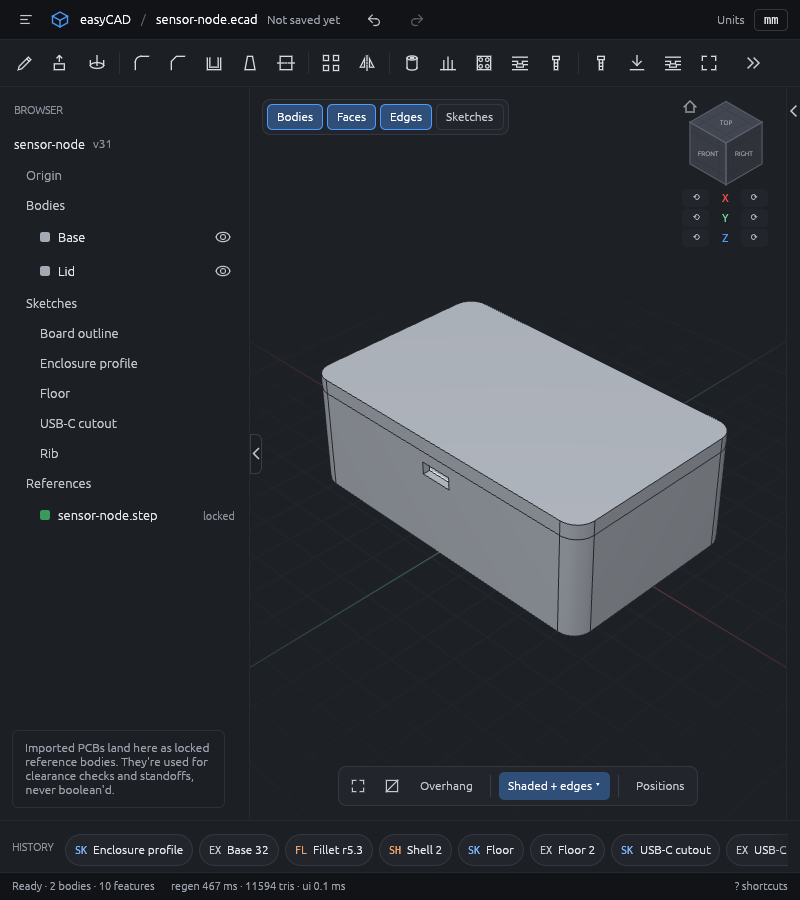 easyCAD / sensor-node.ecad Not saved yet Units mm
BROWSER
sensor-node v31
Origin
Bodies
Base
Lid
Sketches
Board outline
Enclosure profile
Floor
USB-C cutout
Rib
References
sensor-node.step locked
Imported PCBs land here as locked
reference bodies. They're used for
clearance checks and standoffs,
never boolean'd.
Bodies Faces Edges Sketches
TOP
FRONT RIGHT
X
Y
Z
Overhang Shaded + edges Positions
HISTORY SK Enclosure profile EX Base 32 FL Fillet r5.3 SH Shell 2 SK Floor EX Floor 2 SK USB-C cutout EX USB-C
Ready · 2 bodies · 10 features regen 467 ms · 11594 tris · ui 0.1 ms ? shortcuts